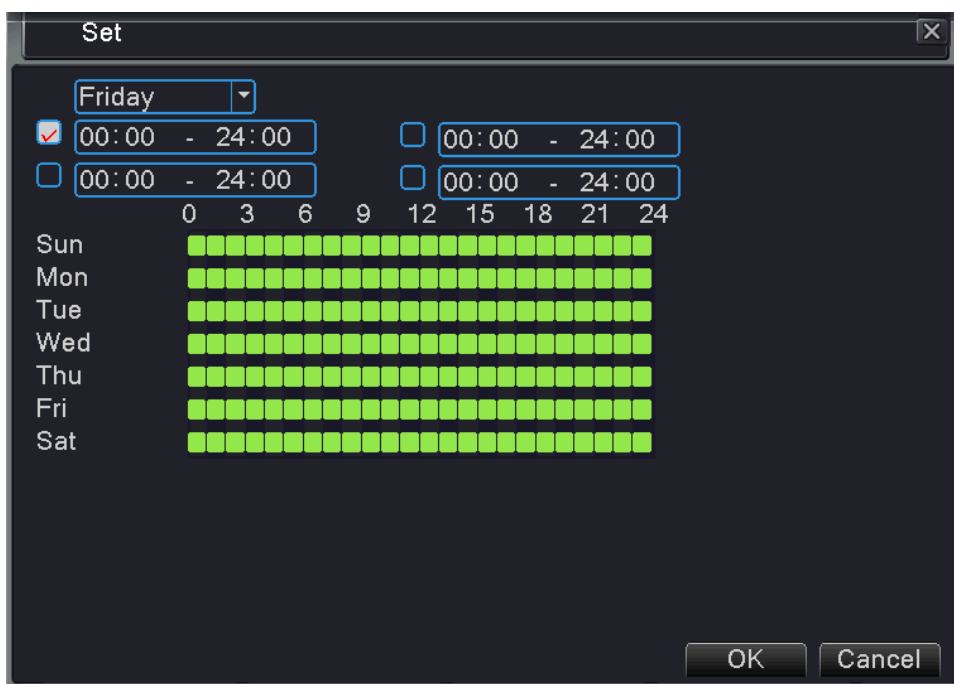 Set
Friday
00:00 - 24:00 00:00 - 24:00
00:00 - 24:00 00:00 - 24:00
0 3 6 9 12 15 18 21 24
Sun
Mon
Tue
Wed
Thu
Fri
Sat
OK Cancel